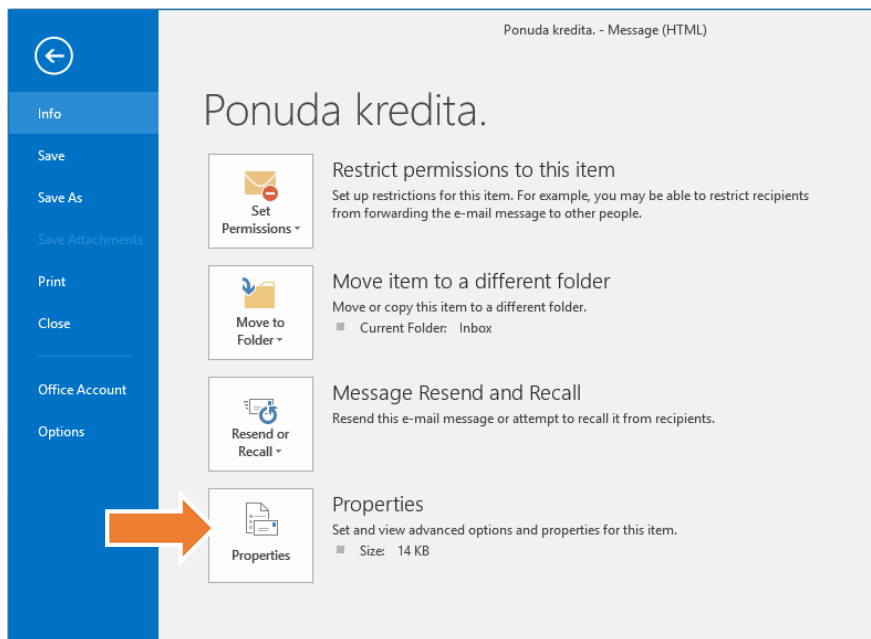 Ponuda kredita. - Message (HTML)
Info
Save
Save As
Save Attachments
Print
Close
Office Account
Options
Ponuda kredita.
Set
Permissions
Restrict permissions to this item
Set up restrictions for this item. For example, you may be able to restrict recipients
from forwarding the e-mail message to other people.
Move to
Folder
Move item to a different folder
Move or copy this item to a different folder.
Current Folder: Inbox
Resend or
Recall
Message Resend and Recall
Resend this e-mail message or attempt to recall it from recipients.
Properties
Properties
Set and view advanced options and properties for this item.
Size: 14 KB